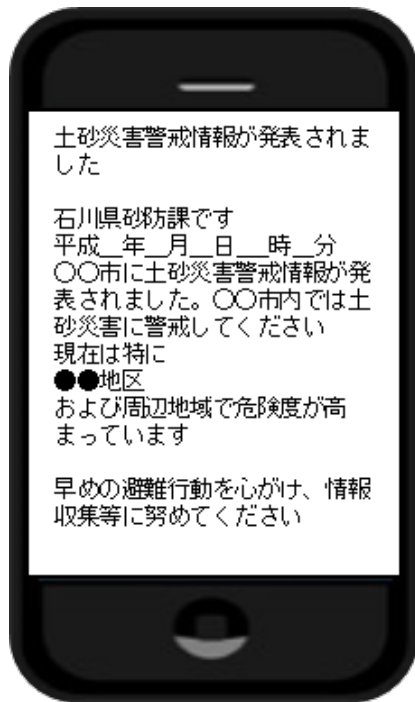 土砂災害警戒情報が発表されま
した
石川県砂防課です
平成__年__月__日___時__分
〇〇市に土砂災害警戒情報が発
表されました。〇〇市内では土
砂災害に警戒してください
現在は特に
●●地区
および周辺地域で危険度が高
まっています
早めの避難行動を心がけ、情報
収集等に努めてください